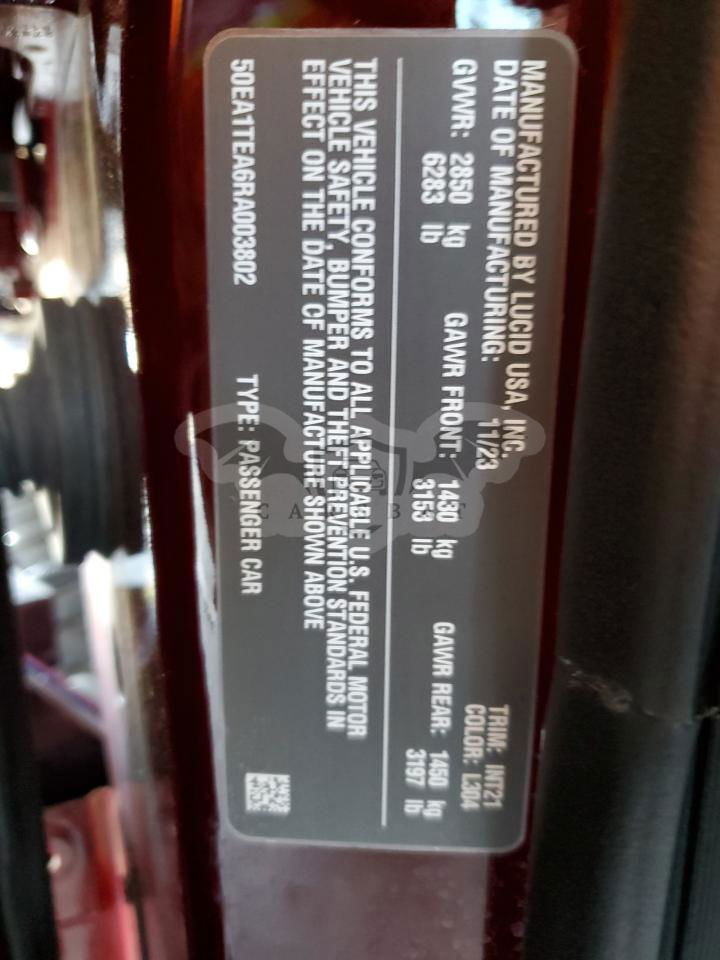 MANUFACTURED BY LUCID USA, INC.
DATE OF MANUFACTURING: 11/23
TRIM: INT21
COLOR: L304
GVWR: 2850 kg GAWR FRONT: 1430 kg GAWR REAR: 1450 kg
6283 lb 3153 lb 3197 lb
THIS VEHICLE CONFORMS TO ALL APPLICABLE U.S. FEDERAL MOTOR
VEHICLE SAFETY, BUMPER AND THEFT PREVENTION STANDARDS IN
EFFECT ON THE DATE OF MANUFACTURE SHOWN ABOVE
50EA1TEA6RA003802 TYPE: PASSENGER CAR